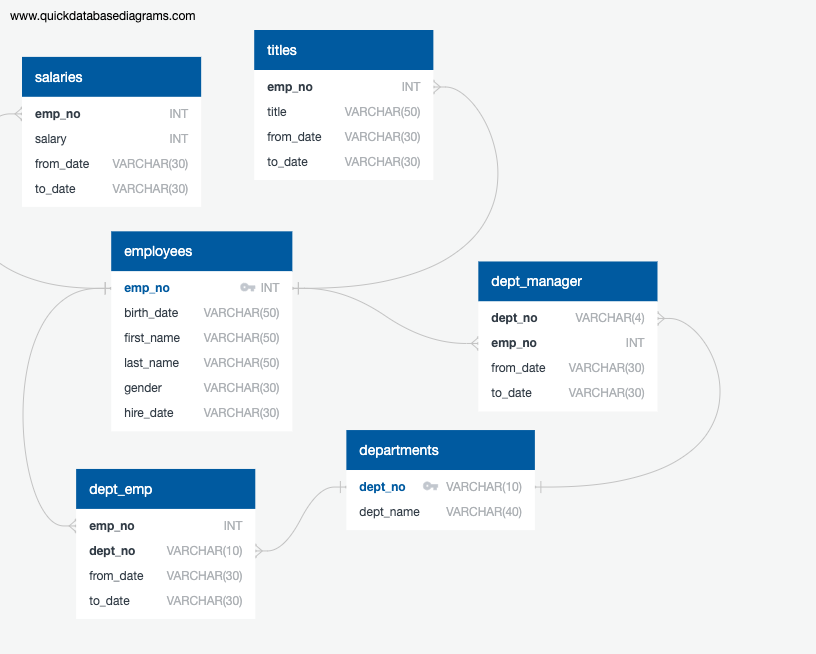 www.quickdatabasediagrams.com
titles
emp_no INT
title VARCHAR(50)
from_date VARCHAR(30)
to_date VARCHAR(30)
salaries
emp_no INT
salary INT
from_date VARCHAR(30)
to_date VARCHAR(30)
employees
emp_no INT
birth_date VARCHAR(50)
first_name VARCHAR(50)
last_name VARCHAR(50)
gender VARCHAR(30)
hire_date VARCHAR(30)
dept_manager
dept_no VARCHAR(4)
emp_no INT
from_date VARCHAR(30)
to_date VARCHAR(30)
departments
dept_no VARCHAR(10)
dept_name VARCHAR(40)
dept_emp
emp_no INT
dept_no VARCHAR(10)
from_date VARCHAR(30)
to_date VARCHAR(30)